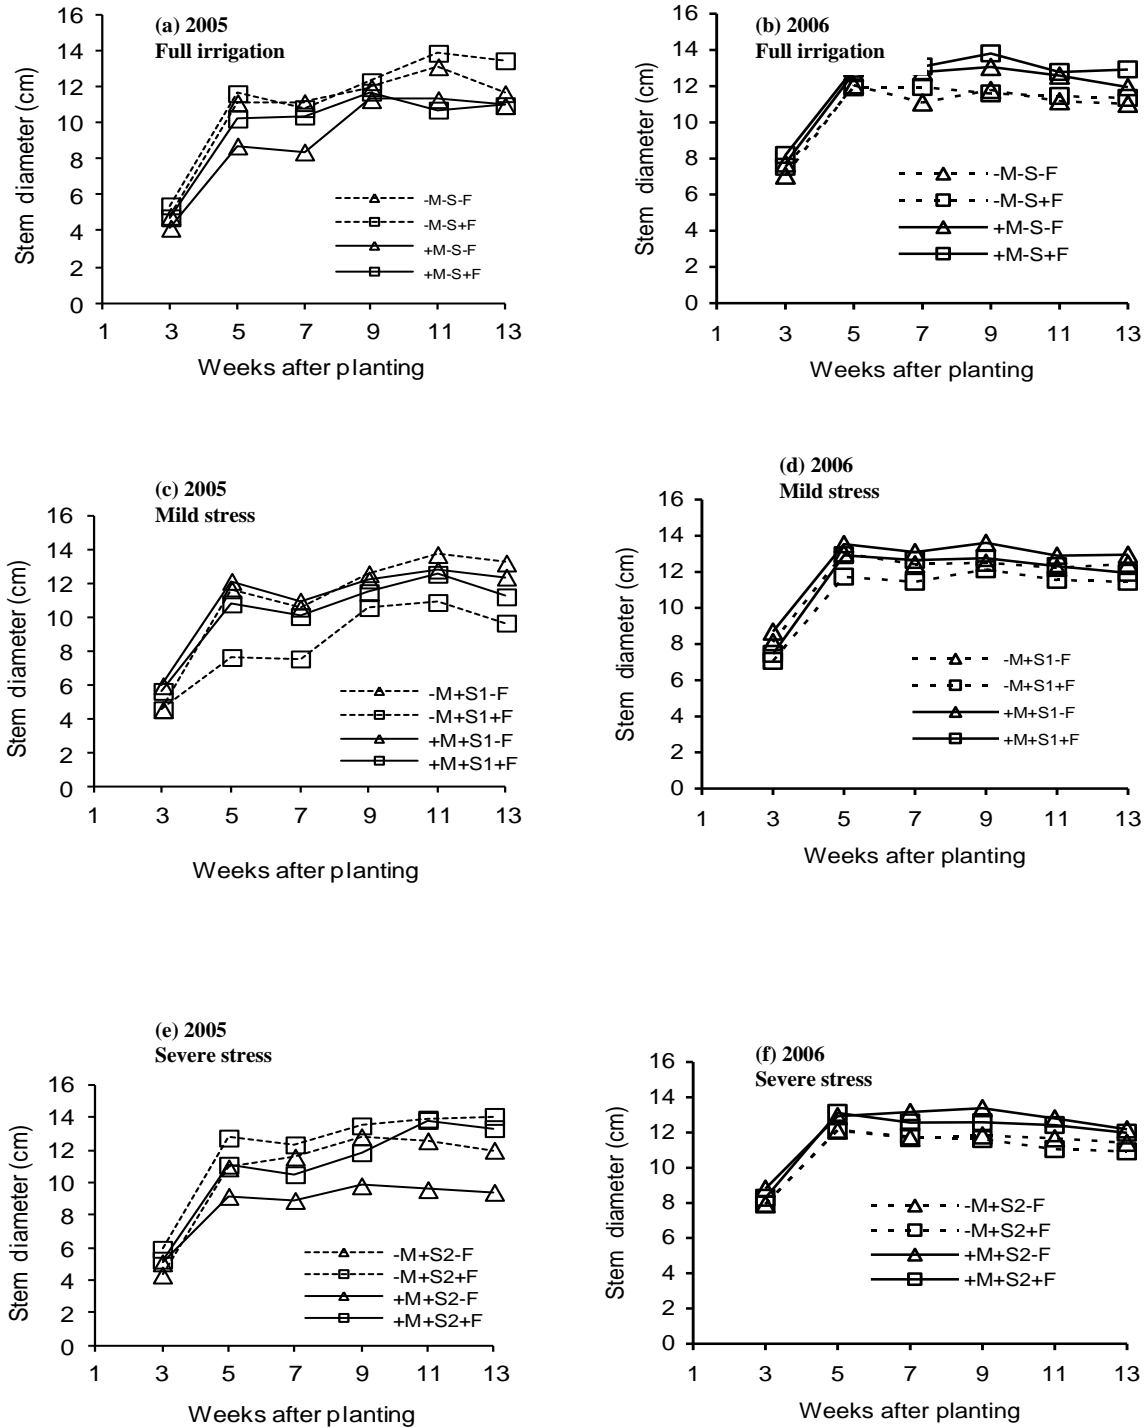 (a) 2005
Full irrigation
16
14
12
10
8
6
4
2
0
Stem diameter (cm)
-M-S-F
-M-S+F
+M-S-F
+M-S+F
1 3 5 7 9 11 13
Weeks after planting
(b) 2006
Full irrigation
16
14
12
10
8
6
4
2
0
Stem diameter (cm)
-M-S-F
-M-S+F
+M-S-F
+M-S+F
1 3 5 7 9 11 13
Weeks after planting
(c) 2005
Mild stress
16
14
12
10
8
6
4
2
0
Stem diameter (cm)
-M+S1-F
-M+S1+F
+M+S1-F
+M+S1+F
1 3 5 7 9 11 13
Weeks after planting
(d) 2006
Mild stress
16
14
12
10
8
6
4
2
0
Stem diameter (cm)
-M+S1-F
-M+S1+F
+M+S1-F
+M+S1+F
1 3 5 7 9 11 13
Weeks after planting
(e) 2005
Severe stress
16
14
12
10
8
6
4
2
0
Stem diameter (cm)
-M+S2-F
-M+S2+F
+M+S2-F
+M+S2+F
1 3 5 7 9 11 13
Weeks after planting
(f) 2006
Severe stress
16
14
12
10
8
6
4
2
0
Stem diameter (cm)
-M+S2-F
-M+S2+F
+M+S2-F
+M+S2+F
1 3 5 7 9 11 13
Weeks after planting